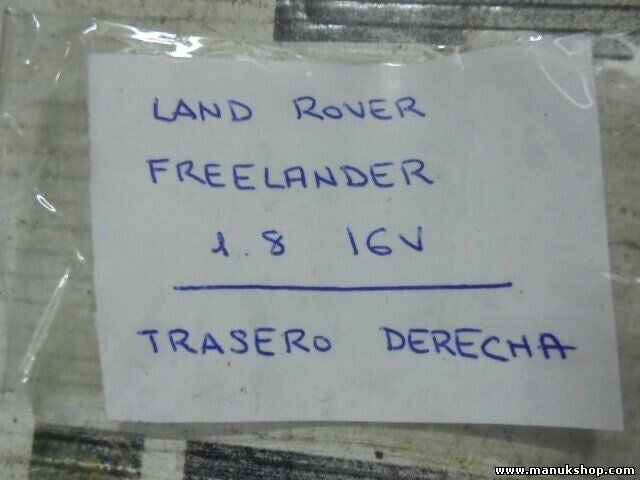 LAND ROVER
FREELANDER
1.8 16V
TRASERO DERECHA
www.manukshop.com